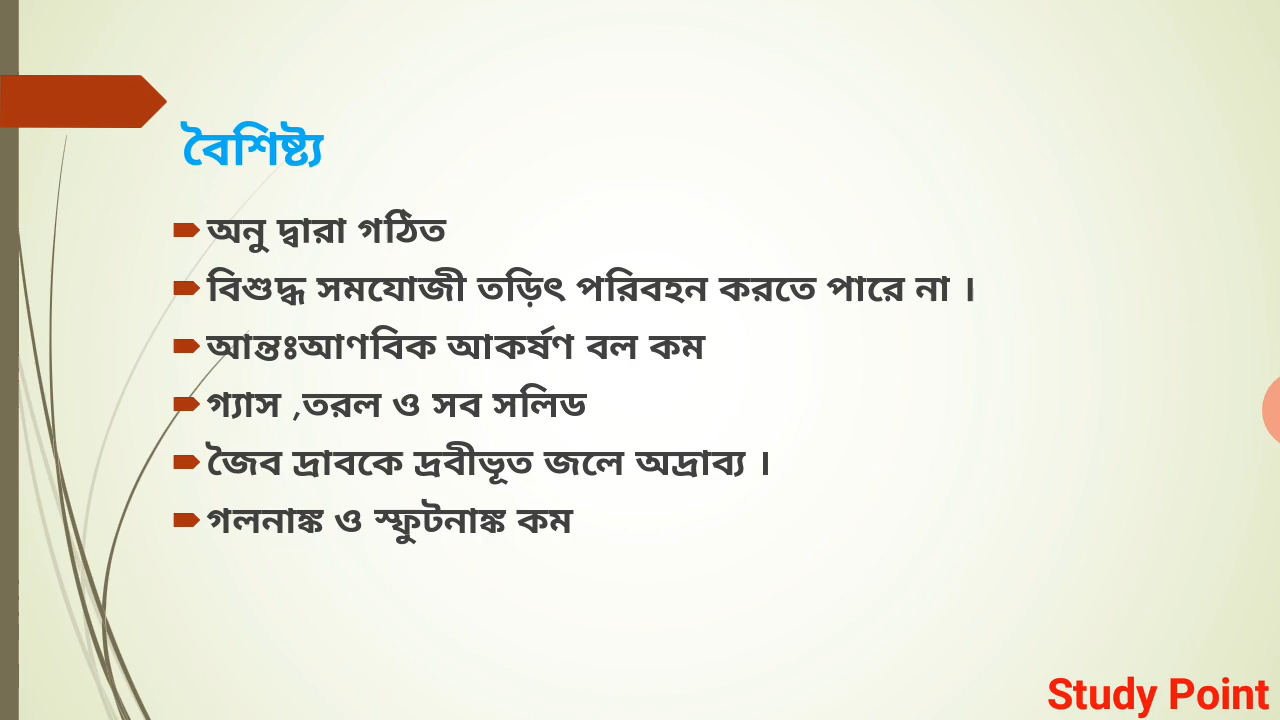 বৈশিষ্ট্য
অনু দ্বারা গঠিত
বিশুদ্ধ সমযোজী তড়িৎ পরিবহন করতে পারে না ।
আন্তঃআণবিক আকর্ষণ বল কম
গ্যাস ,তরল ও সব সলিড
জৈব দ্রাবকে দ্রবীভূত জলে অদ্রাব্য ।
গলনাঙ্ক ও স্ফুটনাঙ্ক কম
Study Point